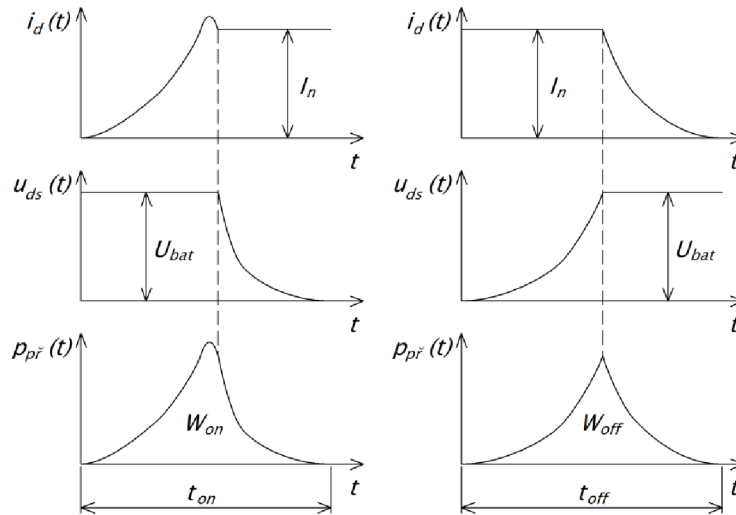 i_d (t)
I_n
t
i_d (t)
I_n
t
u_ds (t)
U_bat
t
u_ds (t)
U_bat
t
p_př (t)
W_on
t
t_on
p_př (t)
W_off
t
t_off